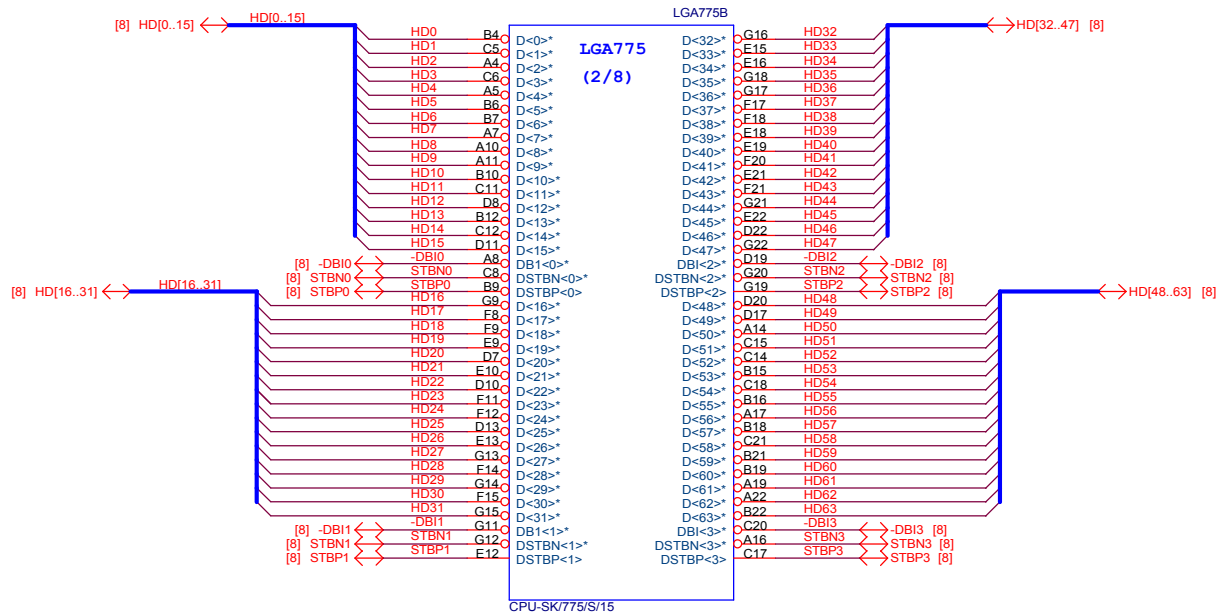 LGA775B
[8] HD[0..15] HD[0..15] HD[32..47] [8]
LGA775
(2/8)
HD0 B4 D<0>* D<32>* G16 HD32
HD1 C5 D<1>* D<33>* E15 HD33
HD2 A4 D<2>* D<34>* E16 HD34
HD3 C6 D<3>* D<35>* G18 HD35
HD4 A5 D<4>* D<36>* G17 HD36
HD5 B6 D<5>* D<37>* F17 HD37
HD6 B7 D<6>* D<38>* F18 HD38
HD7 A7 D<7>* D<39>* E18 HD39
HD8 A10 D<8>* D<40>* E19 HD40
HD9 A11 D<9>* D<41>* F20 HD41
HD10 B10 D<10>* D<42>* E21 HD42
HD11 C11 D<11>* D<43>* F21 HD43
HD12 D8 D<12>* D<44>* G21 HD44
HD13 B12 D<13>* D<45>* E22 HD45
HD14 C12 D<14>* D<46>* D22 HD46
HD15 D11 D<15>* D<47>* G22 HD47
[8] -DBI0 -DBI0 A8 DB1<0>* DBI<2>* D19 -DBI2 -DBI2 [8]
[8] STBN0 STBN0 C8 DSTBN<0>* DSTBN<2>* G20 STBN2 STBN2 [8]
[8] STBP0 STBP0 B9 DSTBP<0> DSTBP<2> G19 STBP2 STBP2 [8]
[8] HD[16..31] HD[16..31] HD[48..63] [8]
HD16 G9 D<16>* D<48>* D20 HD48
HD17 F8 D<17>* D<49>* D17 HD49
HD18 F9 D<18>* D<50>* A14 HD50
HD19 E9 D<19>* D<51>* C15 HD51
HD20 D7 D<20>* D<52>* C14 HD52
HD21 E10 D<21>* D<53>* B15 HD53
HD22 D10 D<22>* D<54>* C18 HD54
HD23 F11 D<23>* D<55>* B16 HD55
HD24 F12 D<24>* D<56>* A17 HD56
HD25 D13 D<25>* D<57>* B18 HD57
HD26 E13 D<26>* D<58>* C21 HD58
HD27 G13 D<27>* D<59>* B21 HD59
HD28 F14 D<28>* D<60>* B19 HD60
HD29 G14 D<29>* D<61>* A19 HD61
HD30 F15 D<30>* D<62>* A22 HD62
HD31 G15 D<31>* D<63>* B22 HD63
[8] -DBI1 -DBI1 G11 DB1<1>* DBI<3>* C20 -DBI3 -DBI3 [8]
[8] STBN1 STBN1 G12 DSTBN<1>* DSTBN<3>* A16 STBN3 STBN3 [8]
[8] STBP1 STBP1 E12 DSTBP<1> DSTBP<3> C17 STBP3 STBP3 [8]
CPU-SK/775/S/15